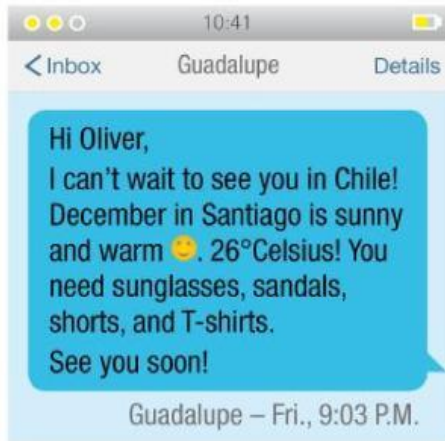 10:41
< Inbox Guadalupe Details
Hi Oliver,
I can't wait to see you in Chile!
December in Santiago is sunny
and warm 🙂. 26°Celsius! You
need sunglasses, sandals,
shorts, and T-shirts.
See you soon!
Guadalupe – Fri., 9:03 P.M.